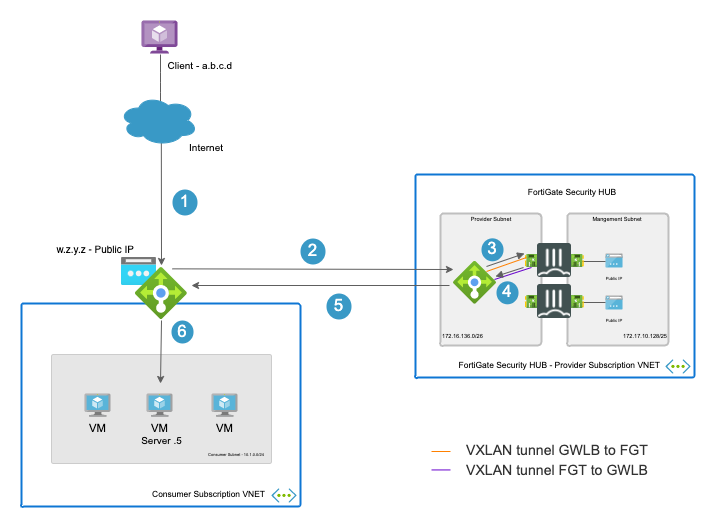 Client - a.b.c.d
Internet
1
FortiGate Security HUB
Provider Subnet
Mangement Subnet
w.z.y.z - Public IP
2
3
Public IP
4
5
Public IP
6
172.16.136.0/26
172.17.10.128/25
FortiGate Security HUB - Provider Subscription VNET
VM
VM
VM
Server .5
Consumer Subnet - 10.1.0.0/24
Consumer Subscription VNET
VXLAN tunnel GWLB to FGT
VXLAN tunnel FGT to GWLB